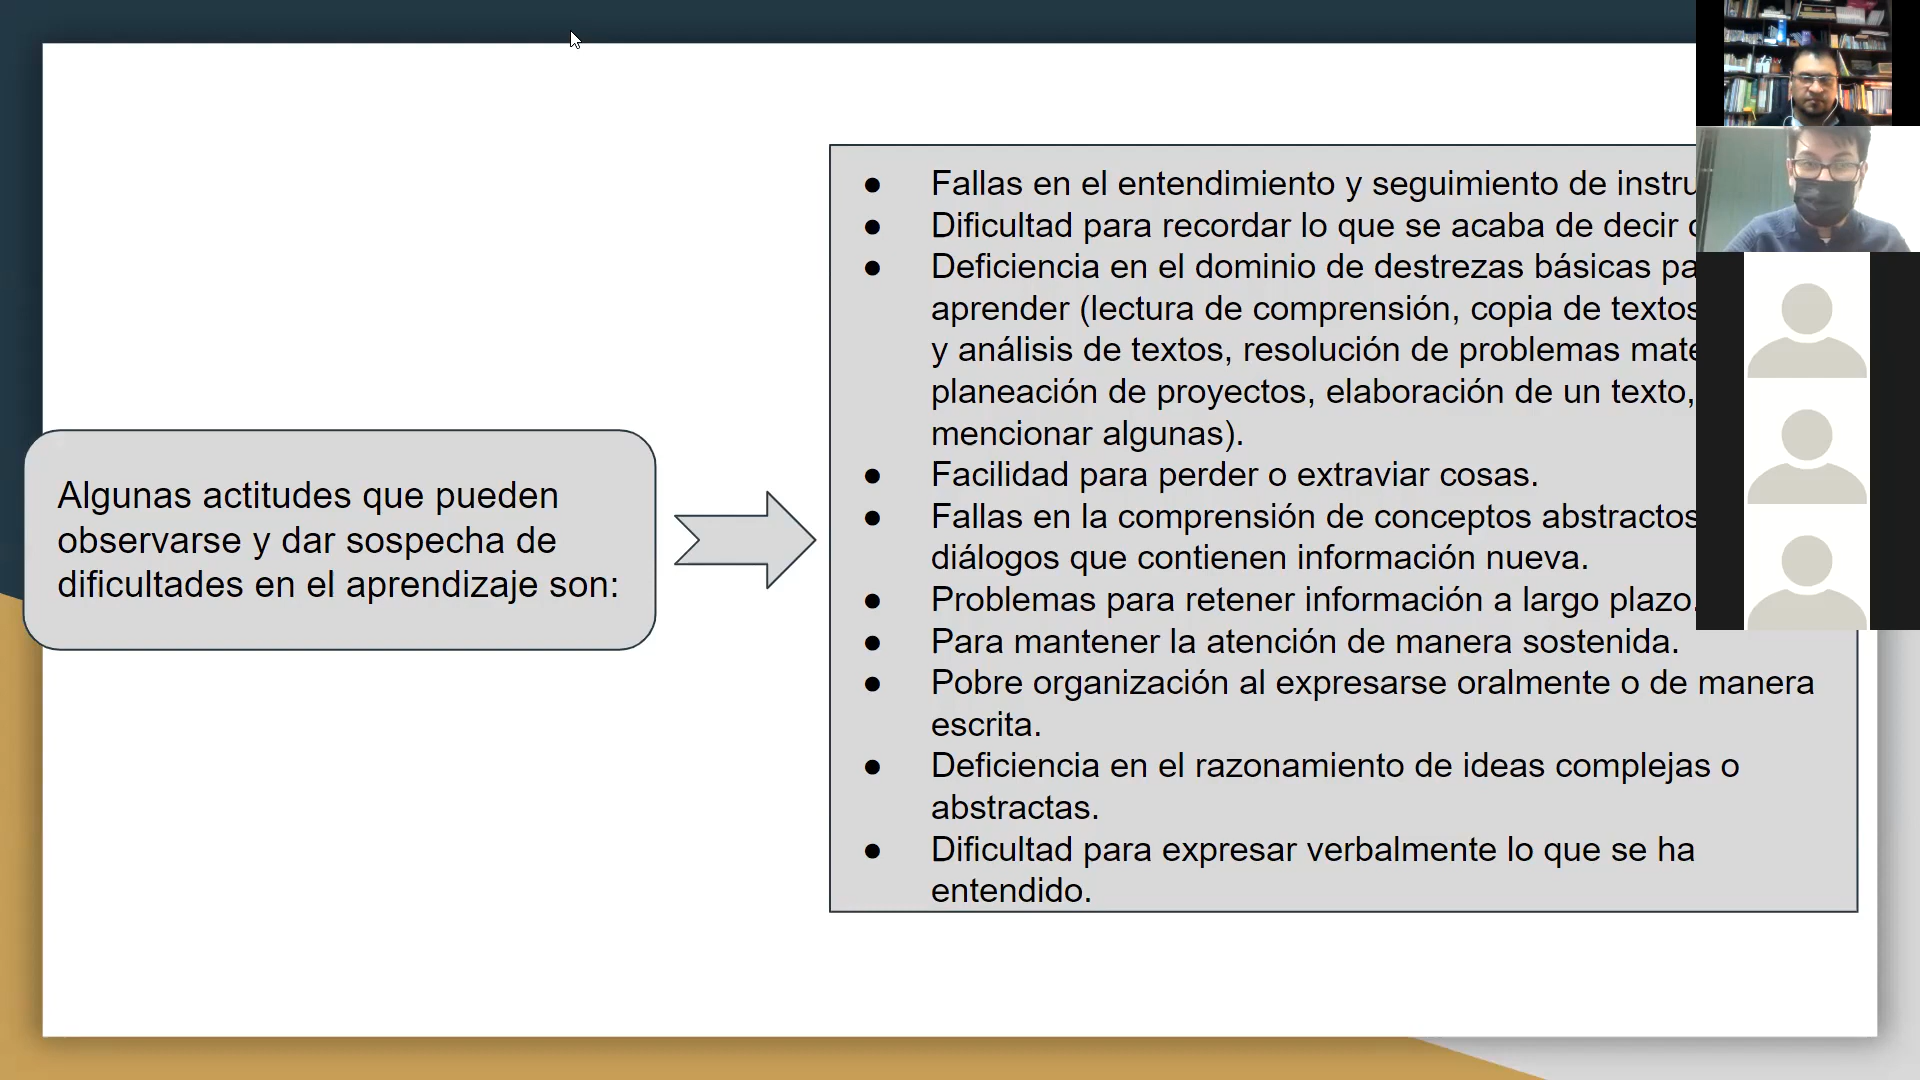 Algunas actitudes que pueden
observarse y dar sospecha de
dificultades en el aprendizaje son:
● Fallas en el entendimiento y seguimiento de
● Dificultad para recordar lo que se acaba de decir
● Deficiencia en el dominio de destrezas básicas
aprender (lectura de comprensión, copia de textos
y análisis de textos, resolución de problemas
planeación de proyectos, elaboración de un texto,
mencionar algunas).
● Facilidad para perder o extraviar cosas.
● Fallas en la comprensión de conceptos abstractos
diálogos que contienen información nueva.
● Problemas para retener información a largo plazo.
● Para mantener la atención de manera sostenida.
● Pobre organización al expresarse oralmente o de manera
escrita.
● Deficiencia en el razonamiento de ideas complejas o
abstractas.
● Dificultad para expresar verbalmente lo que se ha
entendido.